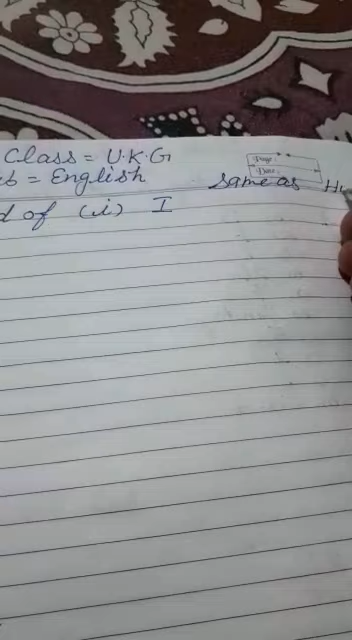 Class = U.K.G
Page:
Date:
= English
Same as
d of (i) I